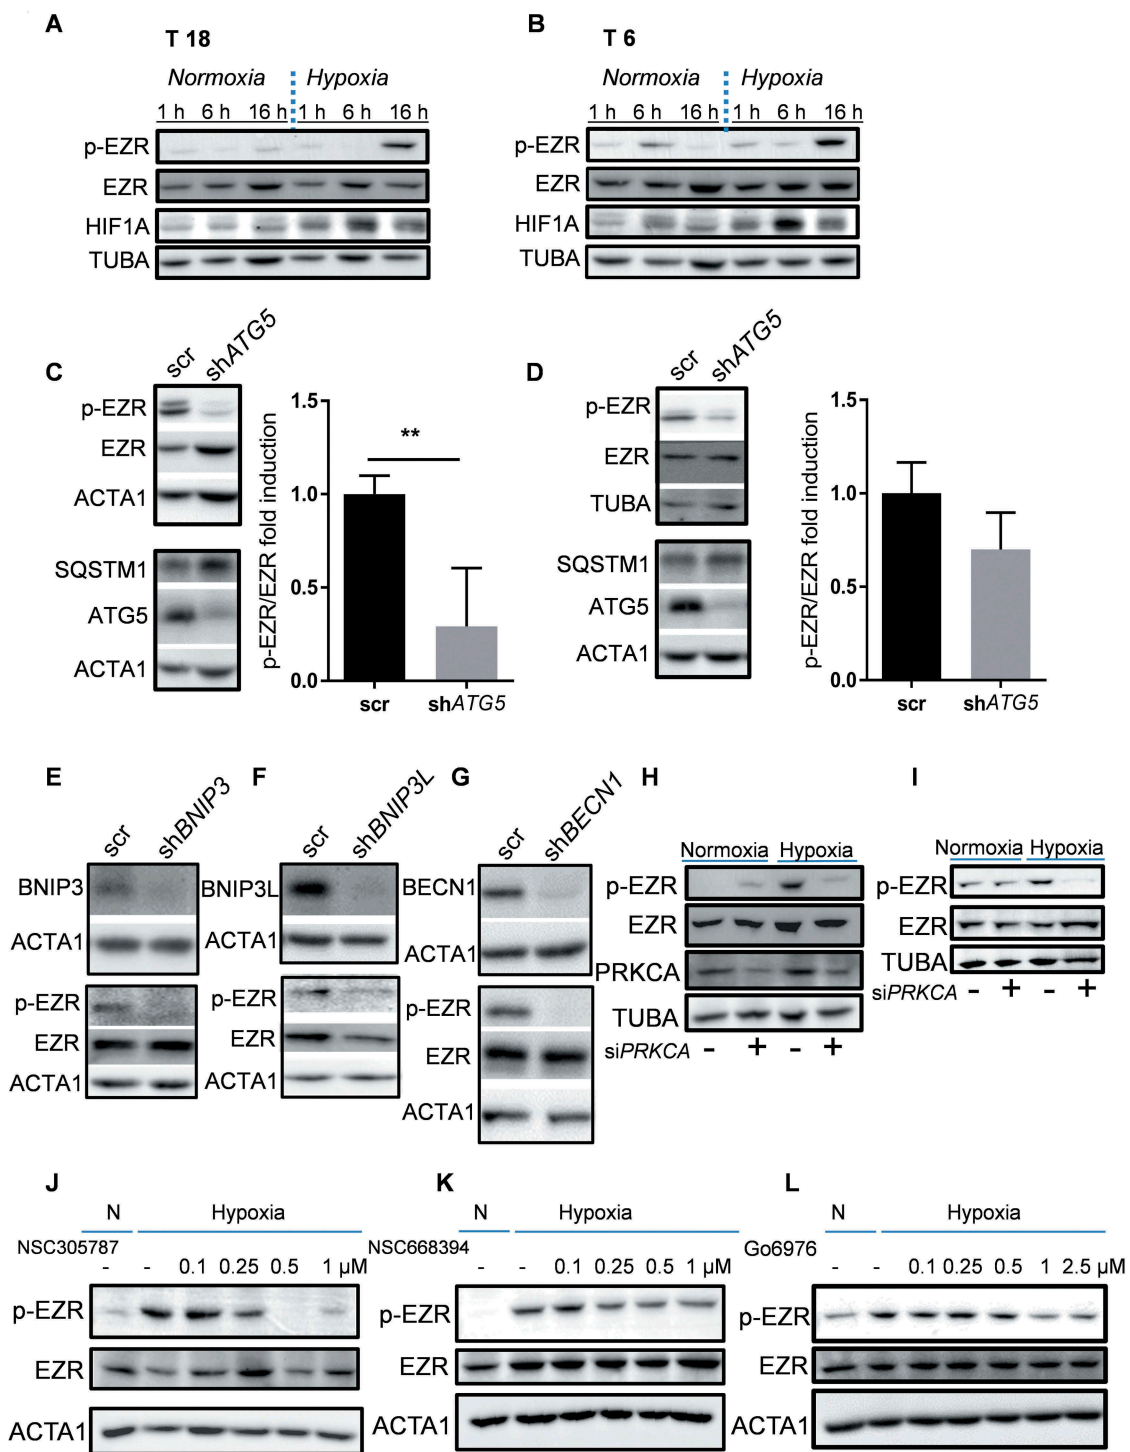 A
T 18
Normoxia Hypoxia
1 h 6 h 16 h 1 h 6 h 16 h
p-EZR
EZR
HIF1A
TUBA
B
T 6
Normoxia Hypoxia
1 h 6 h 16 h 1 h 6 h 16 h
p-EZR
EZR
HIF1A
TUBA
C
scr shATG5
p-EZR
EZR
ACTA1
SQSTM1
ATG5
ACTA1
p-EZR/EZR fold induction
1.5
**
1.0
0.5
0.0
scr shATG5
D
scr shATG5
p-EZR
EZR
TUBA
SQSTM1
ATG5
ACTA1
p-EZR/EZR fold induction
1.5
1.0
0.5
0.0
scr shATG5
E
scr shBNIP3
BNIP3
ACTA1
p-EZR
EZR
ACTA1
F
scr shBNIP3L
BNIP3L
ACTA1
p-EZR
EZR
ACTA1
G
scr shBECN1
BECN1
ACTA1
p-EZR
EZR
ACTA1
H
Normoxia Hypoxia
p-EZR
EZR
PRKCA
TUBA
siPRKCA - + - +
I
Normoxia Hypoxia
p-EZR
EZR
TUBA
siPRKCA - + - +
J
N Hypoxia
NSC305787
- - 0.1 0.25 0.5 1 µM
p-EZR
EZR
ACTA1
K
N Hypoxia
NSC668394
- - 0.1 0.25 0.5 1 µM
p-EZR
EZR
ACTA1
L
N Hypoxia
Go6976
- - 0.1 0.25 0.5 1 2.5 µM
p-EZR
EZR
ACTA1